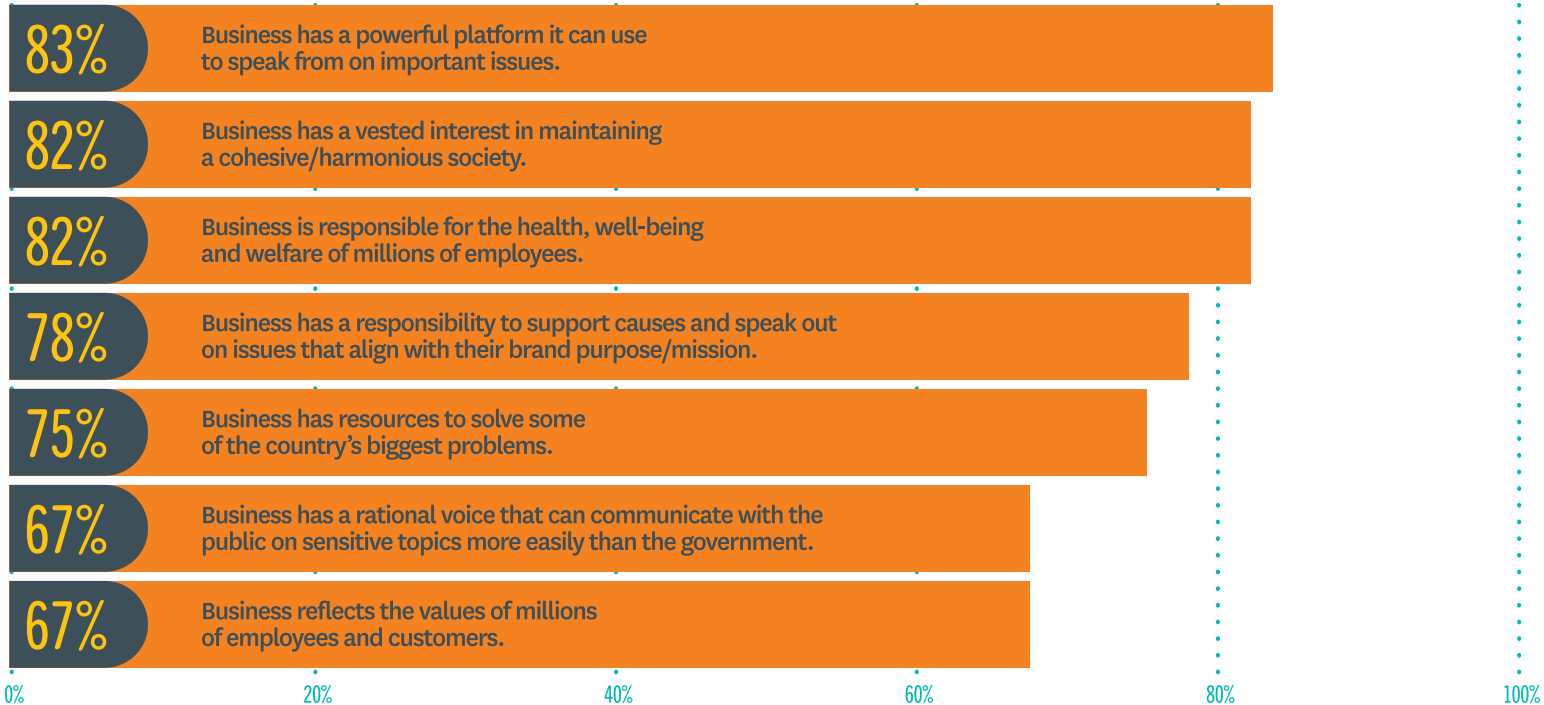 83%
Business has a powerful platform it can use
to speak from on important issues.
82%
Business has a vested interest in maintaining
a cohesive/harmonious society.
82%
Business is responsible for the health, well-being
and welfare of millions of employees.
78%
Business has a responsibility to support causes and speak out
on issues that align with their brand purpose/mission.
75%
Business has resources to solve some
of the country’s biggest problems.
67%
Business has a rational voice that can communicate with the
public on sensitive topics more easily than the government.
67%
Business reflects the values of millions
of employees and customers.
0% 20% 40% 60% 80% 100%